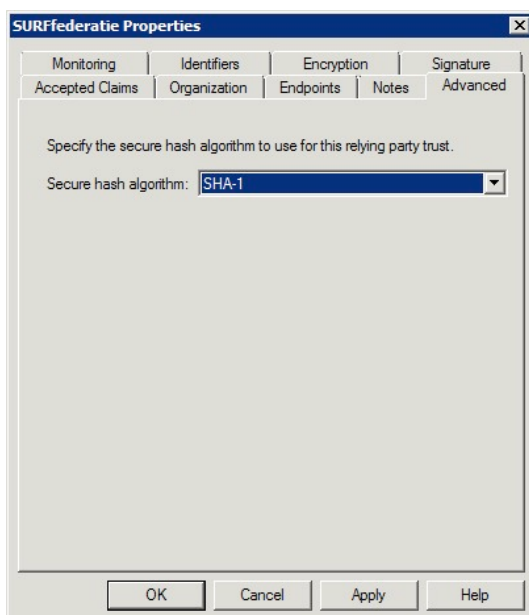 SURFfederatie Properties
Monitoring Identifiers Encryption Signature
Accepted Claims Organization Endpoints Notes Advanced
Specify the secure hash algorithm to use for this relying party trust.
Secure hash algorithm: SHA-1
OK Cancel Apply Help